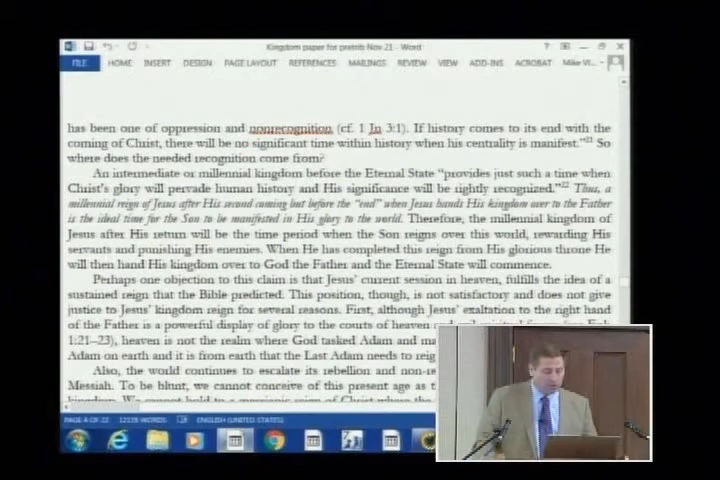 Kingdom paper for pretrib Nov 21 - Word
FILE HOME INSERT DESIGN PAGE LAYOUT REFERENCES MAILINGS REVIEW VIEW ADD-INS ACROBAT
has been one of oppression and nonrecognition (cf. 1 Jn 3:1). If history comes to its end with the
coming of Christ, there will be no significant time within history when his centrality is manifest.”21 So
where does the needed recognition come from?
An intermediate or millennial kingdom before the Eternal State “provides just such a time when
Christ’s glory will pervade human history and His significance will be rightly recognized.”22 Thus, a
millennial reign of Jesus after His second coming but before the “end” when Jesus hands His kingdom over to the Father
is the ideal time for the Son to be manifested in His glory to the world. Therefore, the millennial kingdom of
Jesus after His return will be the time period when the Son reigns over this world, rewarding His
servants and punishing His enemies. When He has completed this reign from His glorious throne He
will then hand His kingdom over to God the Father and the Eternal State will commence.
Perhaps one objection to this claim is that Jesus’ current session in heaven, fulfills the idea of a
sustained reign that the Bible predicted. This position, though, is not satisfactory and does not give
justice to Jesus’ kingdom reign for several reasons. First, although Jesus’ exaltation to the right hand
of the Father is a powerful display of glory to the courts of heaven
1:21–23), heaven is not the realm where God tasked Adam and
Adam on earth and it is from earth that the Last Adam needs to reig
Also, the world continues to escalate its rebellion and non-re
Messiah. To be blunt, we cannot conceive of this present age as t
kingdom. We cannot hold to a messianic reign of Christ where the
OF 22 WORDS ENGLISH (UNITED STATES)